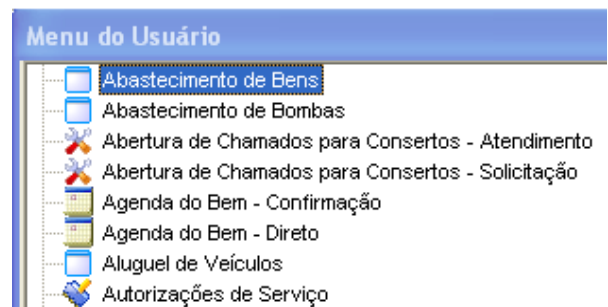 Menu do Usuário
Abastecimento de Bens
Abastecimento de Bombas
Abertura de Chamados para Consertos - Atendimento
Abertura de Chamados para Consertos - Solicitação
Agenda do Bem - Confirmação
Agenda do Bem - Direto
Aluguel de Veículos
Autorizações de Serviço